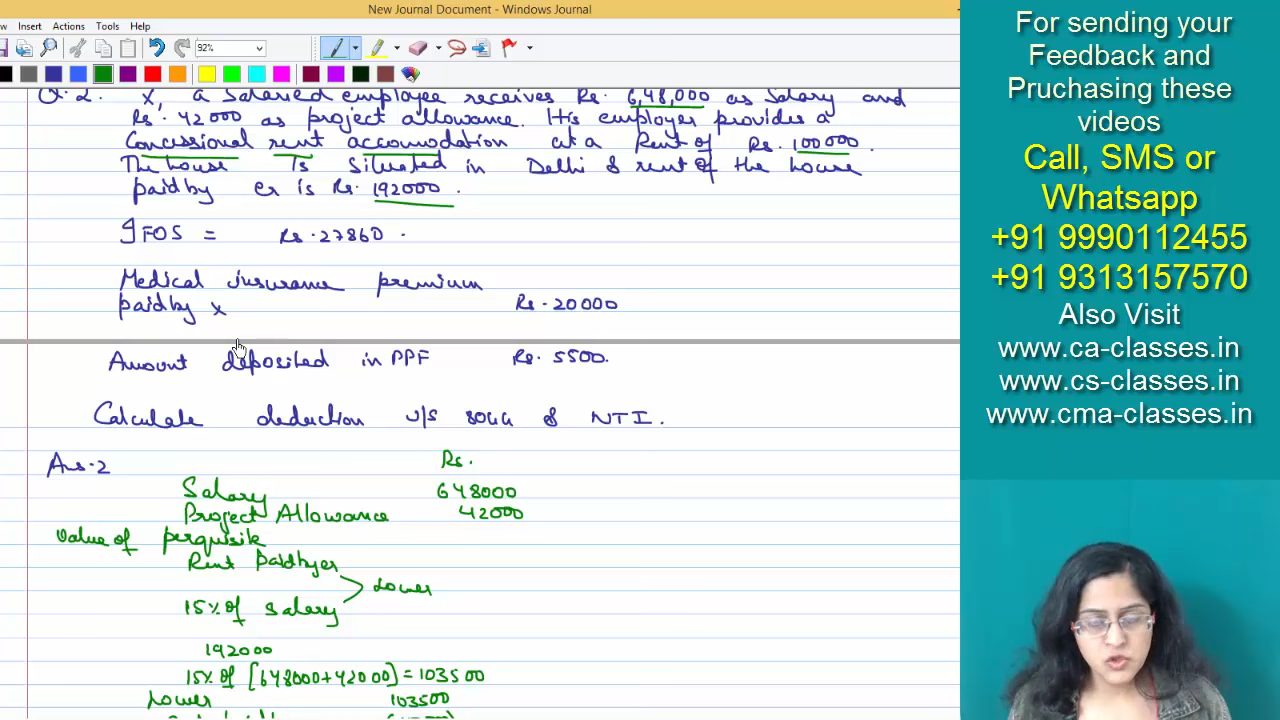 New Journal Document - Windows Journal
Insert Actions Tools Help
92%
Q.2. X, a Salaried employee receives Rs. 6,48,000 as Salary and
Rs. 42000 as project allowance. His employer provides a
Concessional rent accomodation at a Rent of Rs. 100000.
The house Is Situated in Delhi & rent of the house
paid by er is Rs. 192000.
IFOS = Rs. 27860.
Medical insurance premium
paid by x Rs. 20000
Amount deposited in PPF Rs. 5500.
Calculate deduction u/s 80GG & NTI.
Ans.2 Rs.
Salary 648000
Project Allowance 42000
Value of perquisite
Rent Paid by er
Lower
15% of Salary
192000
15% of [648000+42000] = 103500
Lower 103500
For sending your
Feedback and
Pruchasing these
videos
Call, SMS or
Whatsapp
+91 9990112455
+91 9313157570
Also Visit
www.ca-classes.in
www.cs-classes.in
www.cma-classes.in